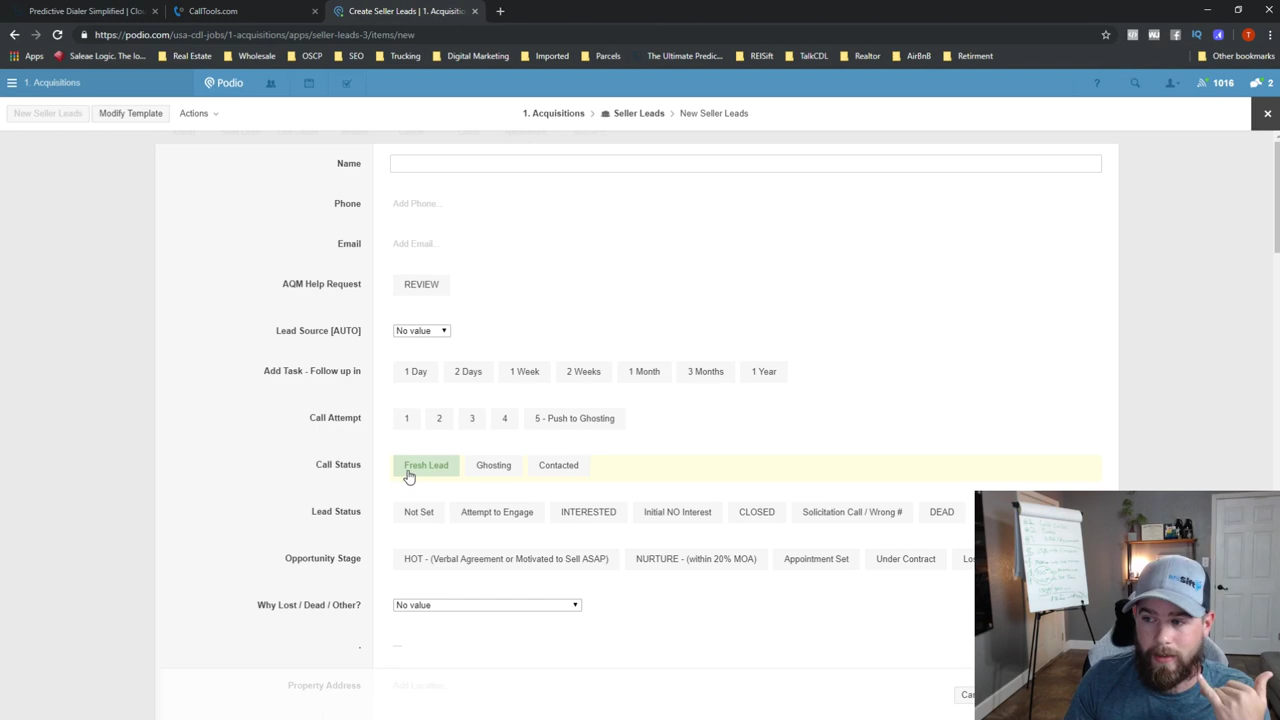 Predictive Dialer Simplified | Clou
CallTools.com
Create Seller Leads | 1. Acquisitio
podio.com/usa-cdl-jobs/1-acquisitions/apps/seller-leads-3/items/new
Apps
Saleae Logic. The lo...
Real Estate
Wholesale
OSCP
SEO
Trucking
Digital Marketing
Imported
Parcels
The Ultimate Predic...
REISift
TalkCDL
Realtor
AirBnB
Retirment
Other bookmarks
1. Acquisitions
Podio
1016
2
New Seller Leads
Modify Template
Actions
1. Acquisitions > Seller Leads > New Seller Leads
Name
Phone Add Phone...
Email Add Email...
AQM Help Request REVIEW
Lead Source [AUTO] No value
Add Task - Follow up in 1 Day 2 Days 1 Week 2 Weeks 1 Month 3 Months 1 Year
Call Attempt 1 2 3 4 5 - Push to Ghosting
Call Status Fresh Lead Ghosting Contacted
Lead Status Not Set Attempt to Engage INTERESTED Initial NO Interest CLOSED Solicitation Call / Wrong # DEAD
Opportunity Stage HOT - (Verbal Agreement or Motivated to Sell ASAP) NURTURE - (within 20% MOA) Appointment Set Under Contract Los
Why Lost / Dead / Other? No value
. —
Property Address Add Location...
Can